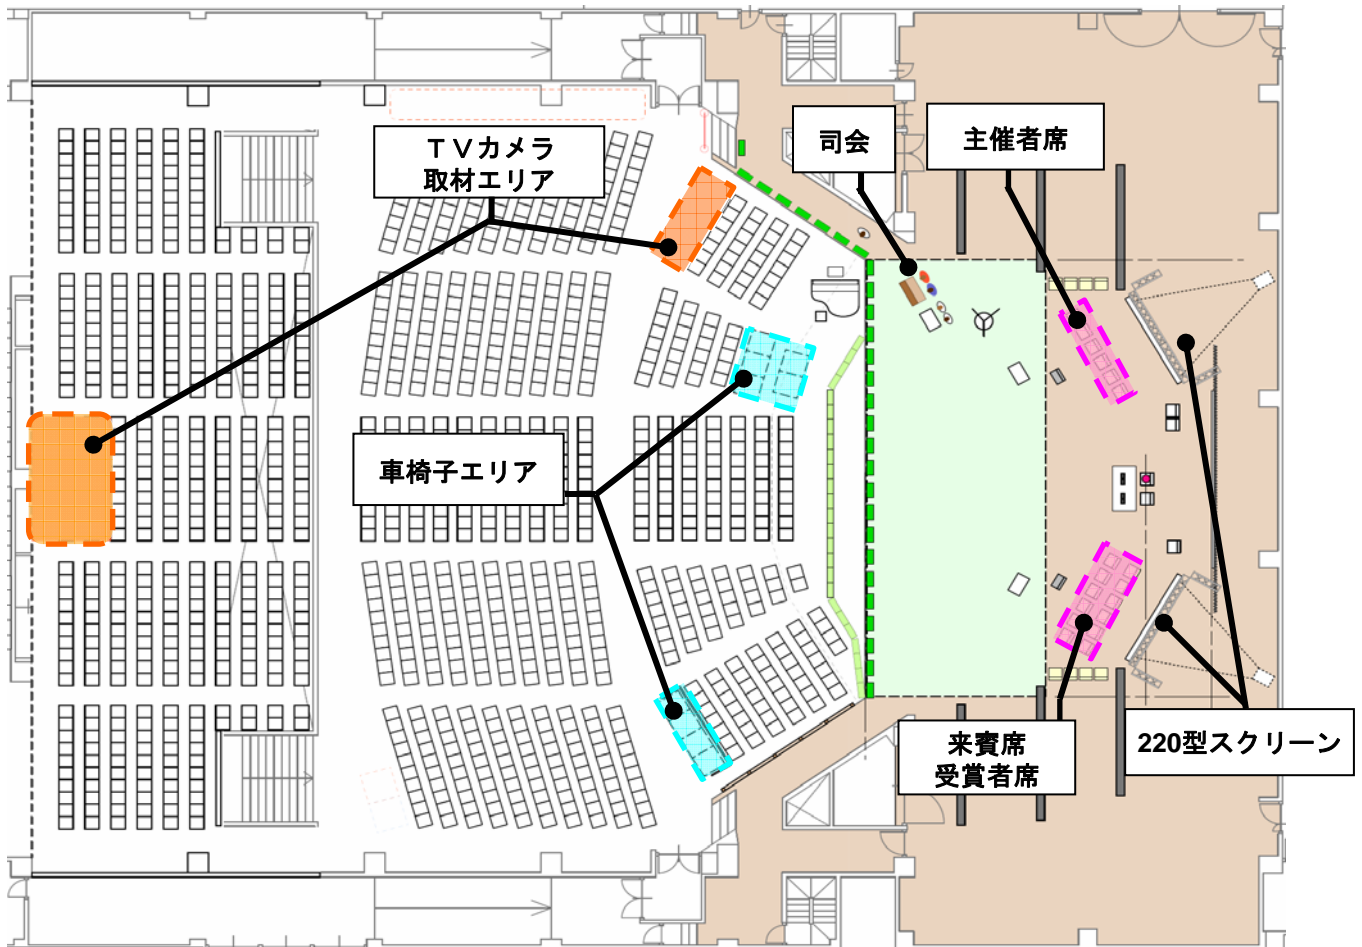 TVカメラ
取材エリア
司会
主催者席
車椅子エリア
来賓席
受賞者席
220型スクリーン